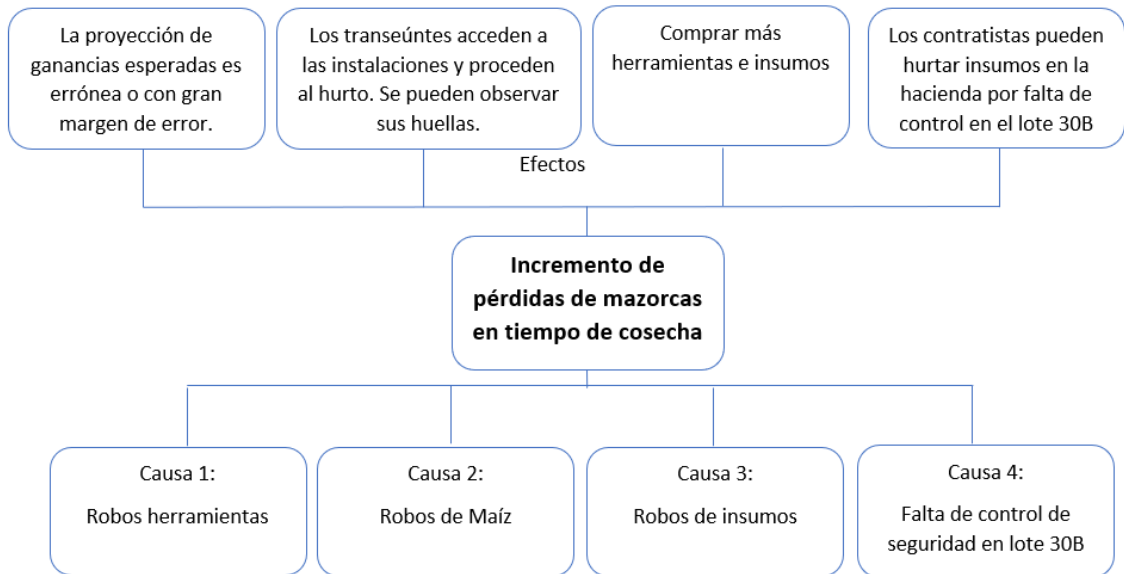 La proyección de
ganancias esperadas es
errónea o con gran
margen de error.
Los transeúntes acceden a
las instalaciones y proceden
al hurto. Se pueden observar
sus huellas.
Comprar más
herramientas e insumos
Los contratistas pueden
hurtar insumos en la
hacienda por falta de
control en el lote 30B
Efectos
Incremento de
pérdidas de mazorcas
en tiempo de cosecha
Causa 1:
Robos herramientas
Causa 2:
Robos de Maíz
Causa 3:
Robos de insumos
Causa 4:
Falta de control de
seguridad en lote 30B